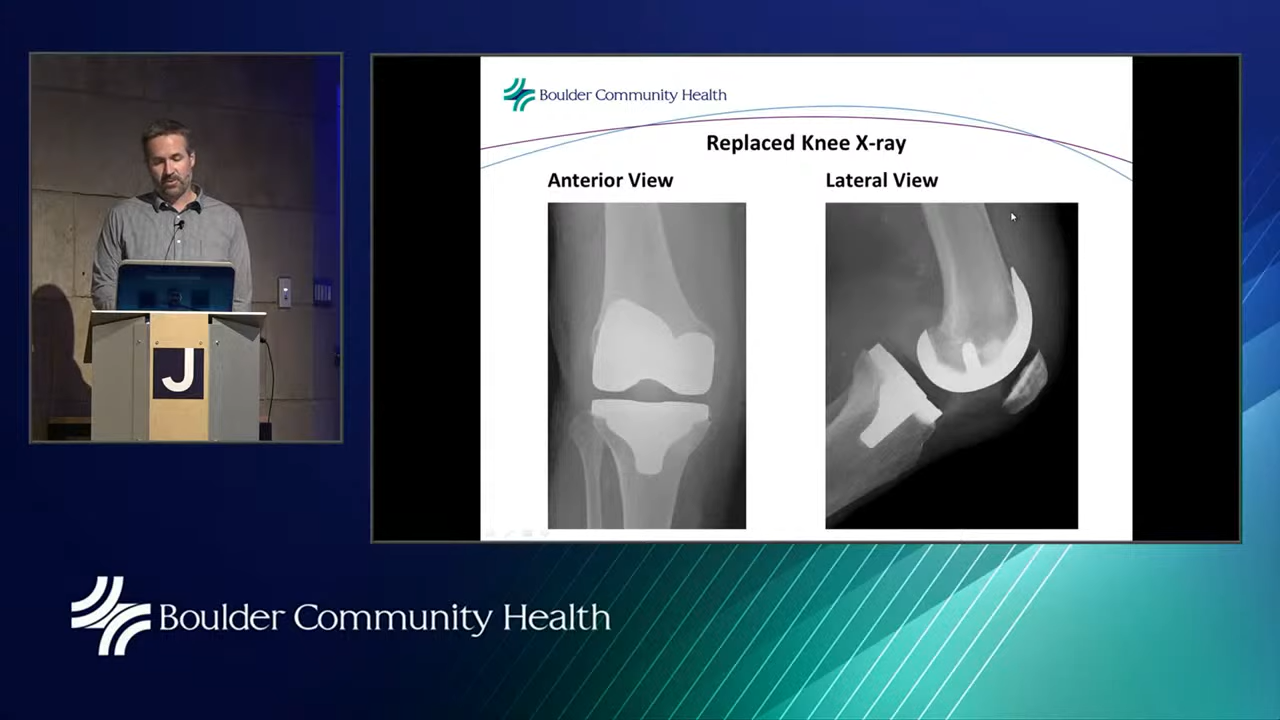 J
Boulder Community Health
Replaced Knee X-ray
Anterior View
Lateral View
Boulder Community Health